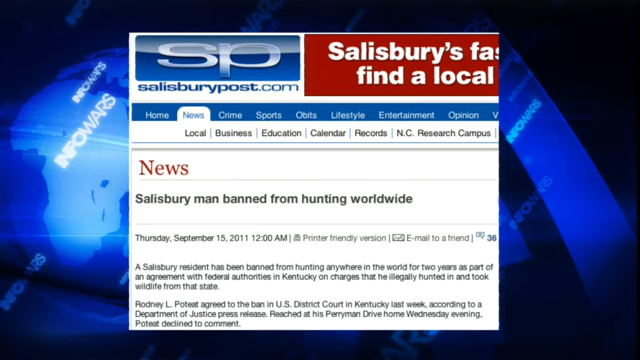 sp
salisburypost.com
Salisbury's fas
find a local
Home News Crime Sports Obits Lifestyle Entertainment Opinion V
Local | Business | Education | Calendar | Records | N.C. Research Campus |
News
Salisbury man banned from hunting worldwide
Thursday, September 15, 2011 12:00 AM | Printer friendly version | E-mail to a friend | 36
A Salisbury resident has been banned from hunting anywhere in the world for two years as part of
an agreement with federal authorities in Kentucky on charges that he illegally hunted in and took
wildlife from that state.
Rodney L. Poteat agreed to the ban in U.S. District Court in Kentucky last week, according to a
Department of Justice press release. Reached at his Perryman Drive home Wednesday evening,
Poteat declined to comment.
INFOWARS
INFOWARS
INFOWARS
INFOWARS
INFOWARS
INFOWARS